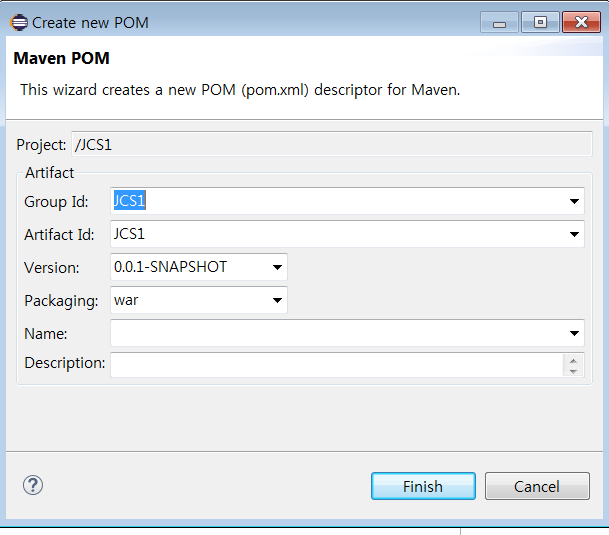 Create new POM
Maven POM
This wizard creates a new POM (pom.xml) descriptor for Maven.
Project: /JCS1
Artifact
Group Id: JCS1
Artifact Id: JCS1
Version: 0.0.1-SNAPSHOT
Packaging: war
Name:
Description:
? Finish Cancel